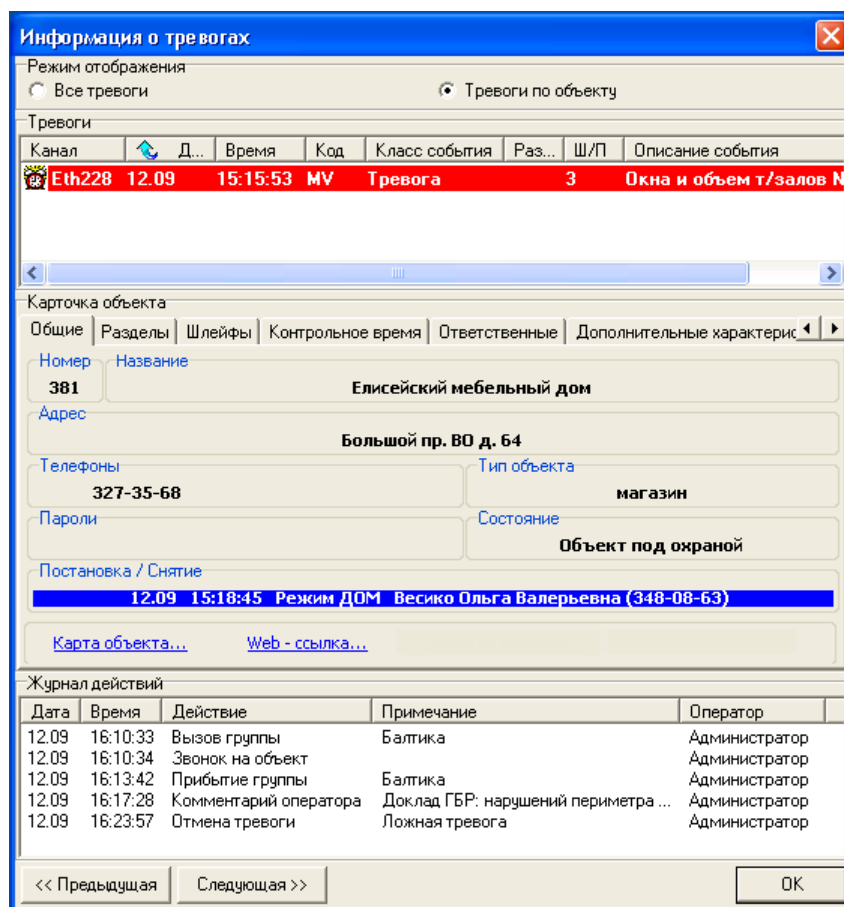 Информация о тревогах
Режим отображения
Все тревоги Тревоги по объекту
Тревоги
Канал Д... Время Код Класс события Раз... Ш/П Описание события
Eth228 12.09 15:15:53 MV Тревога 3 Окна и объем т/залов N
Карточка объекта
Общие Разделы Шлейфы Контрольное время Ответственные Дополнительные характерис
Номер Название
381 Елисейский мебельный дом
Адрес
Большой пр. ВО д. 64
Телефоны Тип объекта
327-35-68 магазин
Пароли Состояние
Объект под охраной
Постановка / Снятие
12.09 15:18:45 Режим ДОМ Весико Ольга Валерьевна (348-08-63)
Карта объекта... Web - ссылка...
Журнал действий
Дата Время Действие Примечание Оператор
12.09 16:10:33 Вызов группы Балтика Администратор
12.09 16:10:34 Звонок на объект Администратор
12.09 16:13:42 Прибытие группы Балтика Администратор
12.09 16:17:28 Комментарий оператора Доклад ГБР: нарушений периметра ... Администратор
12.09 16:23:57 Отмена тревоги Ложная тревога Администратор
<< Предыдущая Следующая >> OK